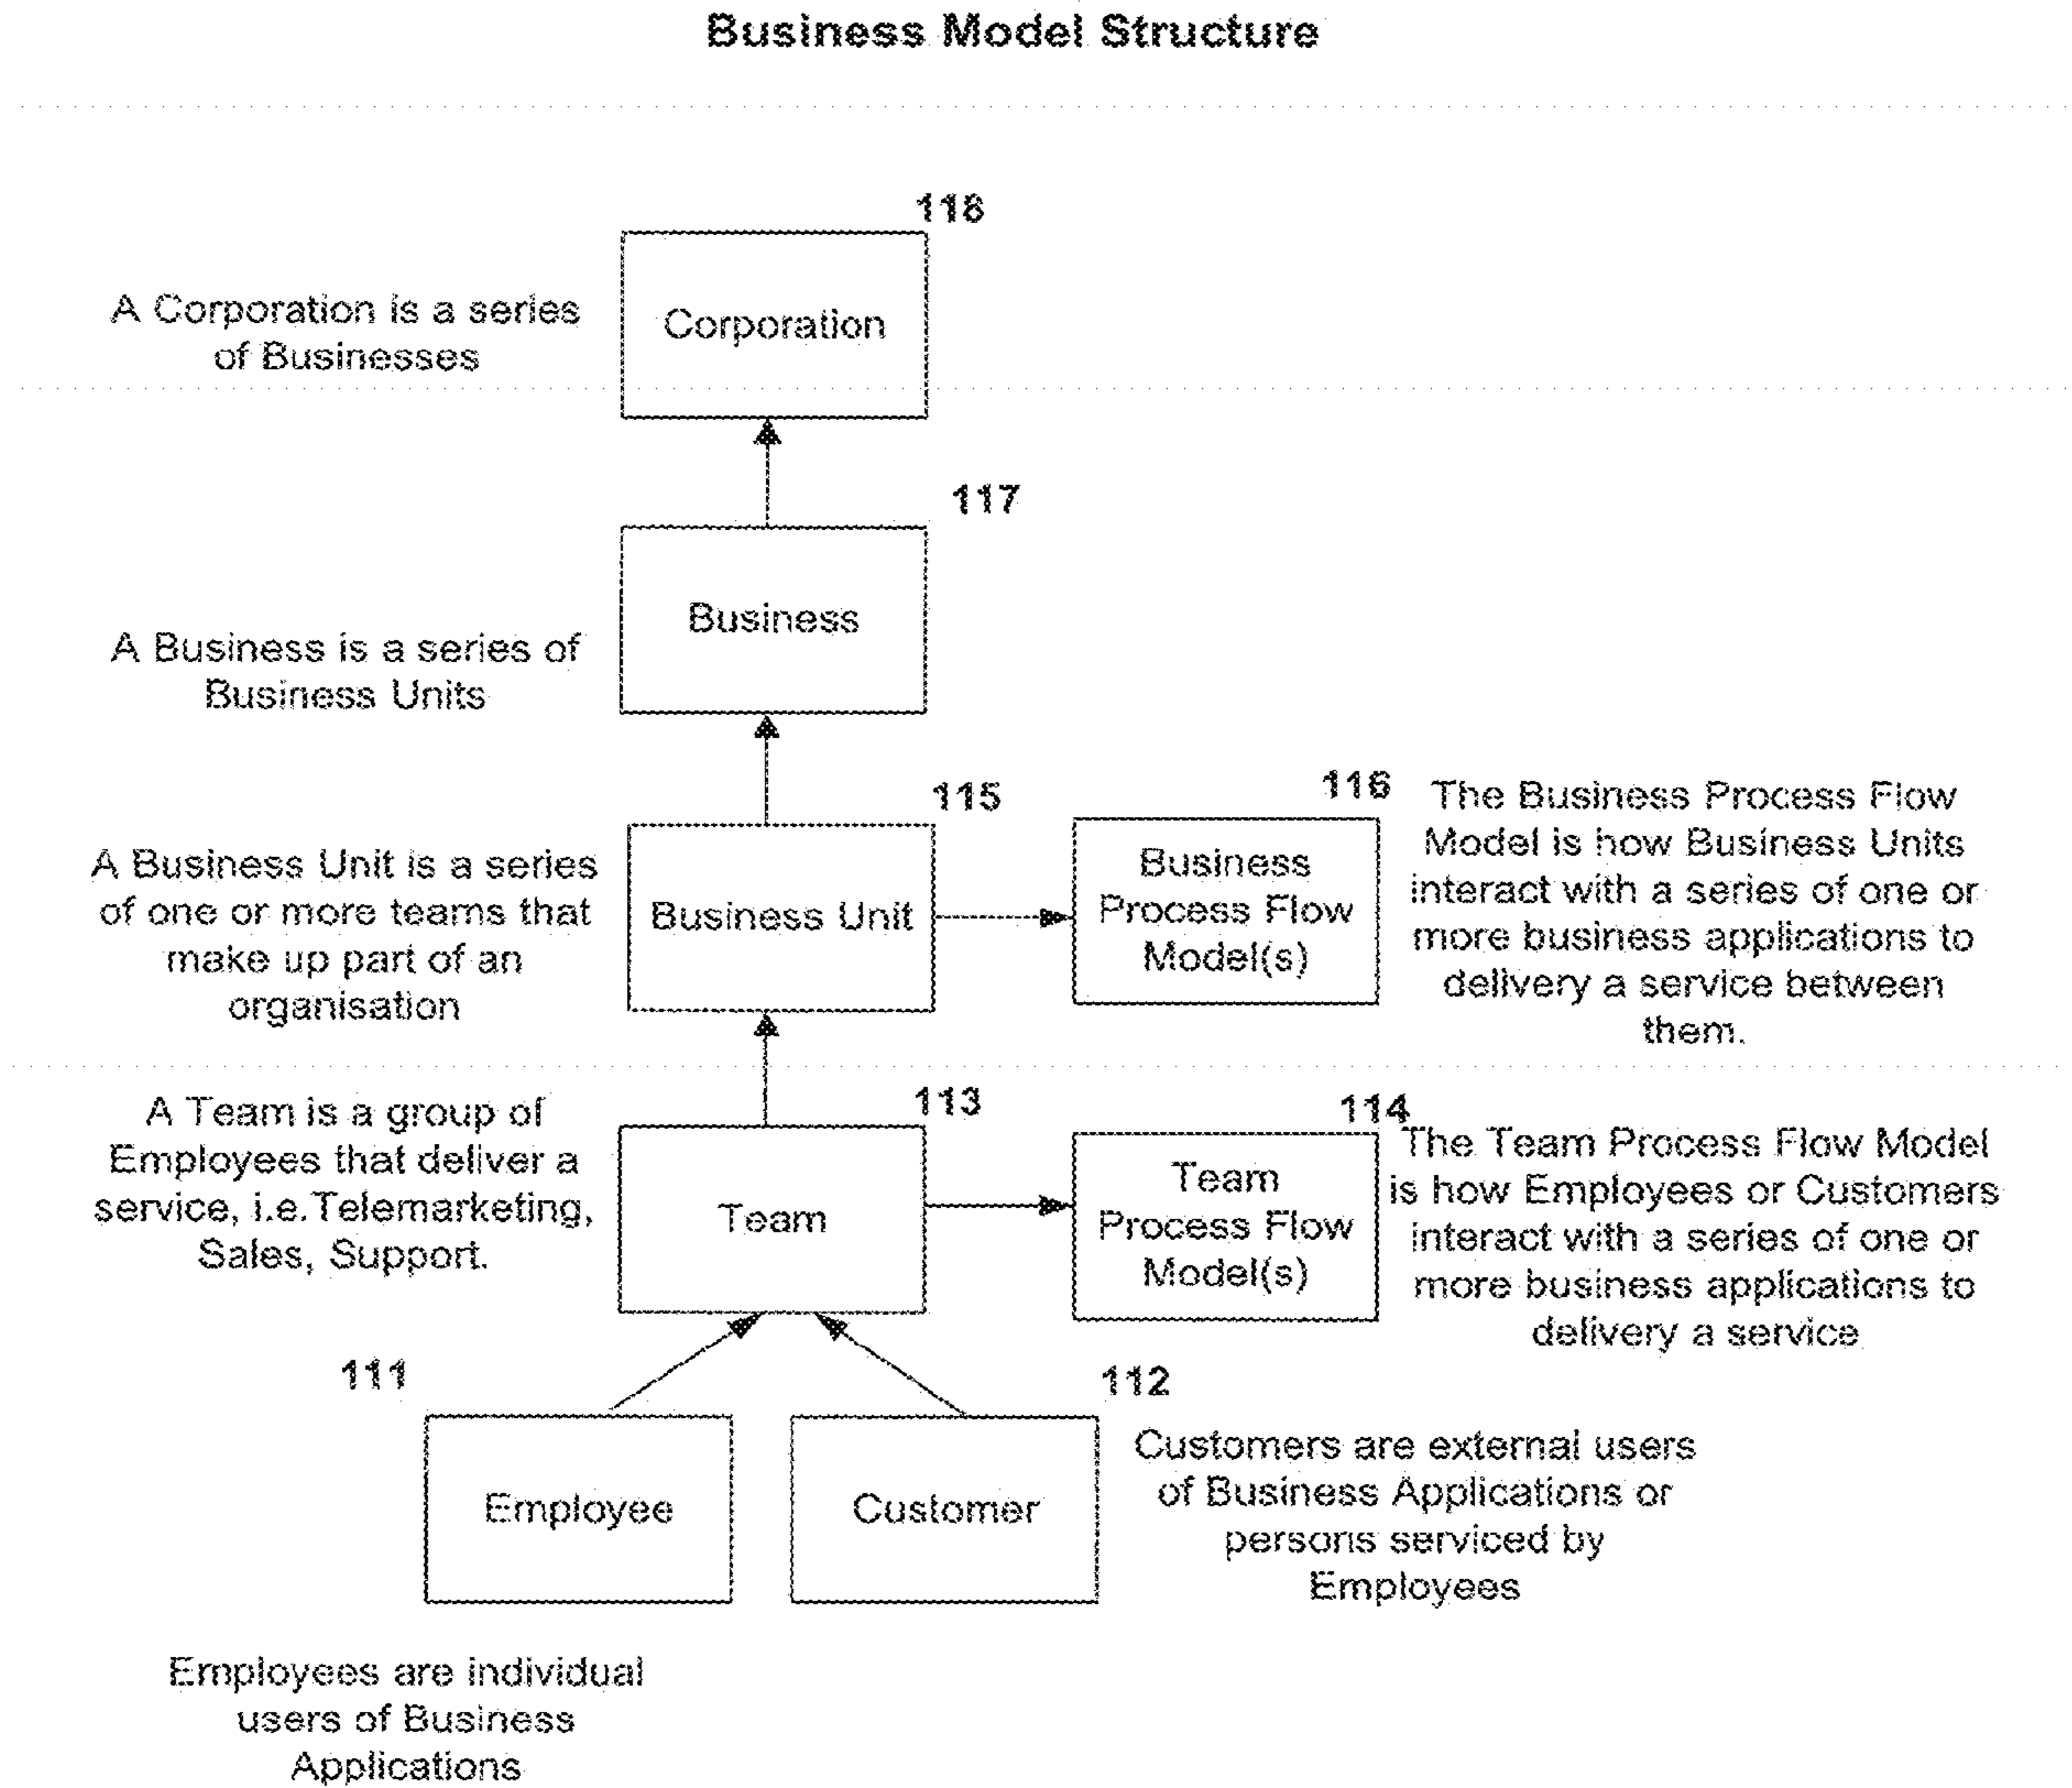 Business Model Structure
118
A Corporation is a series
of Businesses
Corporation
117
A Business is a series of
Business Units
Business
115
A Business Unit is a series
of one or more teams that
make up part of an
organisation
Business Unit
116
Business
Process Flow
Model(s)
The Business Process Flow
Model is how Business Units
interact with a series of one or
more business applications to
delivery a service between
them.
A Team is a group of
Employees that deliver a
service, i.e.Telemarketing,
Sales, Support.
113
Team
114
Team
Process Flow
Model(s)
The Team Process Flow Model
is how Employees or Customers
interact with a series of one or
more business applications to
delivery a service
111
Employee
112
Customer
Customers are external users
of Business Applications or
persons serviced by
Employees
Employees are individual
users of Business
Applications